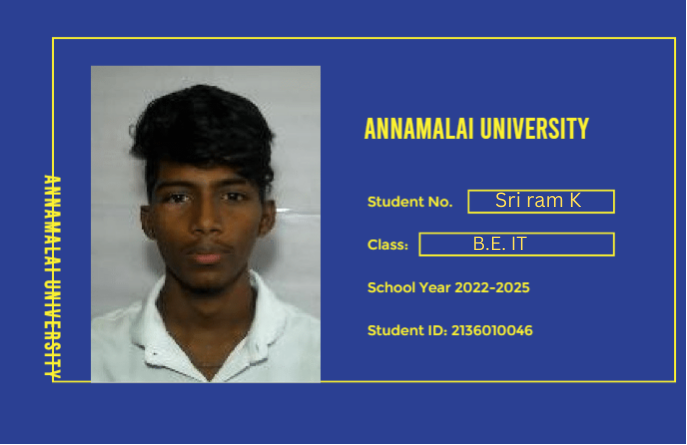 ANNAMALAI UNIVERSITY
ANNAMALAI UNIVERSITY
Student No. Sri ram K
Class: B.E. IT
School Year 2022-2025
Student ID: 2136010046